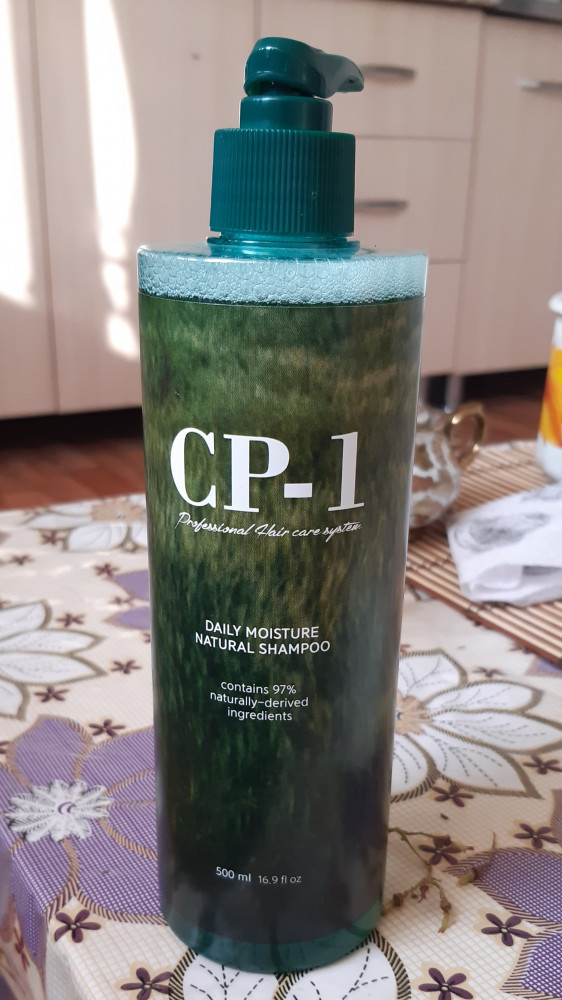 CP-1
Professional Hair care system
DAILY MOISTURE
NATURAL SHAMPOO
contains 97%
naturally-derived
ingredients
500 ml 16.9 fl oz